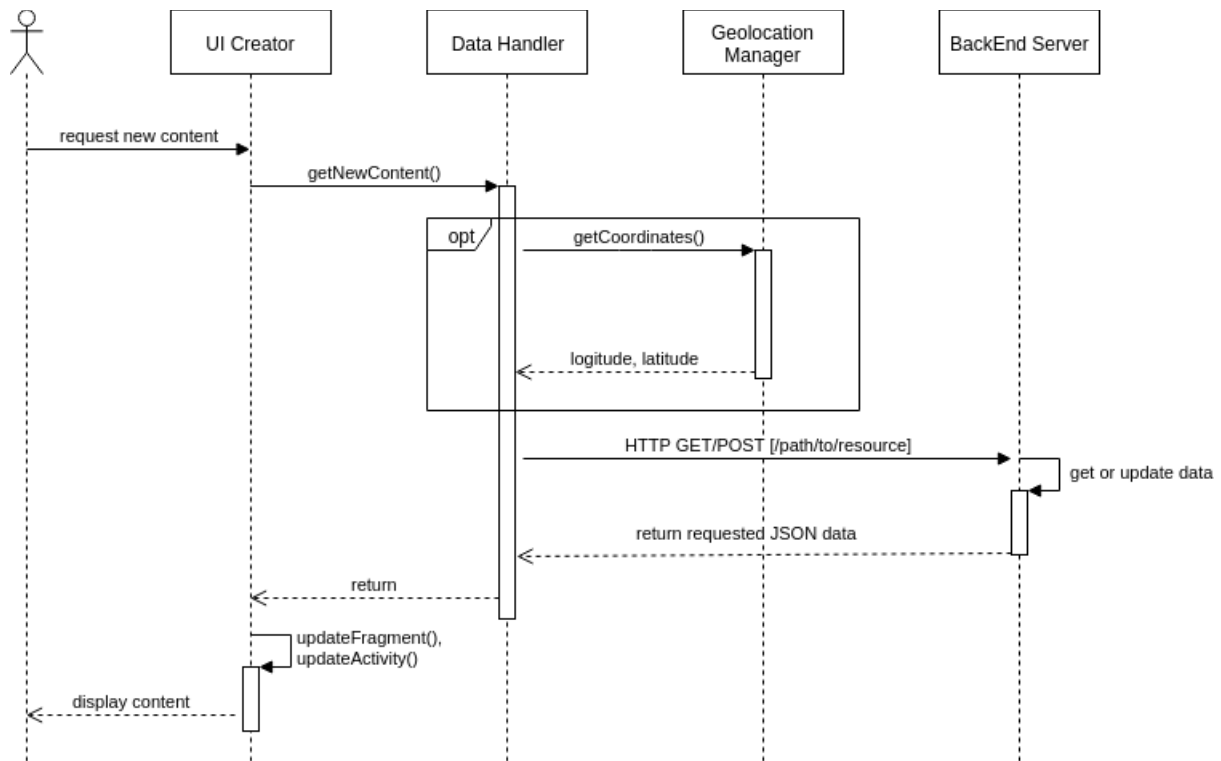 UI Creator
Data Handler
Geolocation
Manager
BackEnd Server
request new content
getNewContent()
opt
getCoordinates()
logitude, latitude
HTTP GET/POST [/path/to/resource]
get or update data
return requested JSON data
return
updateFragment(),
updateActivity()
display content